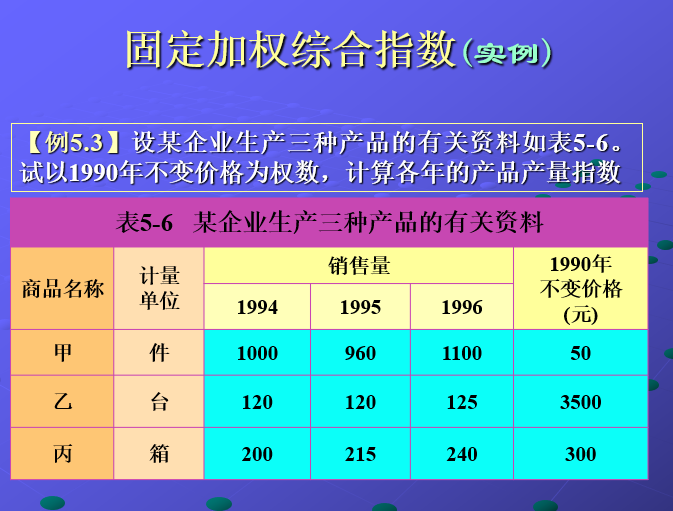 固定加权综合指数(实例)
【例5.3】设某企业生产三种产品的有关资料如表5-6。
试以1990年不变价格为权数，计算各年的产品产量指数
表5-6 某企业生产三种产品的有关资料
商品名称 计量单位 销售量 1990年不变价格(元)
1994 1995 1996
甲 件 1000 960 1100 50
乙 台 120 120 125 3500
丙 箱 200 215 240 300